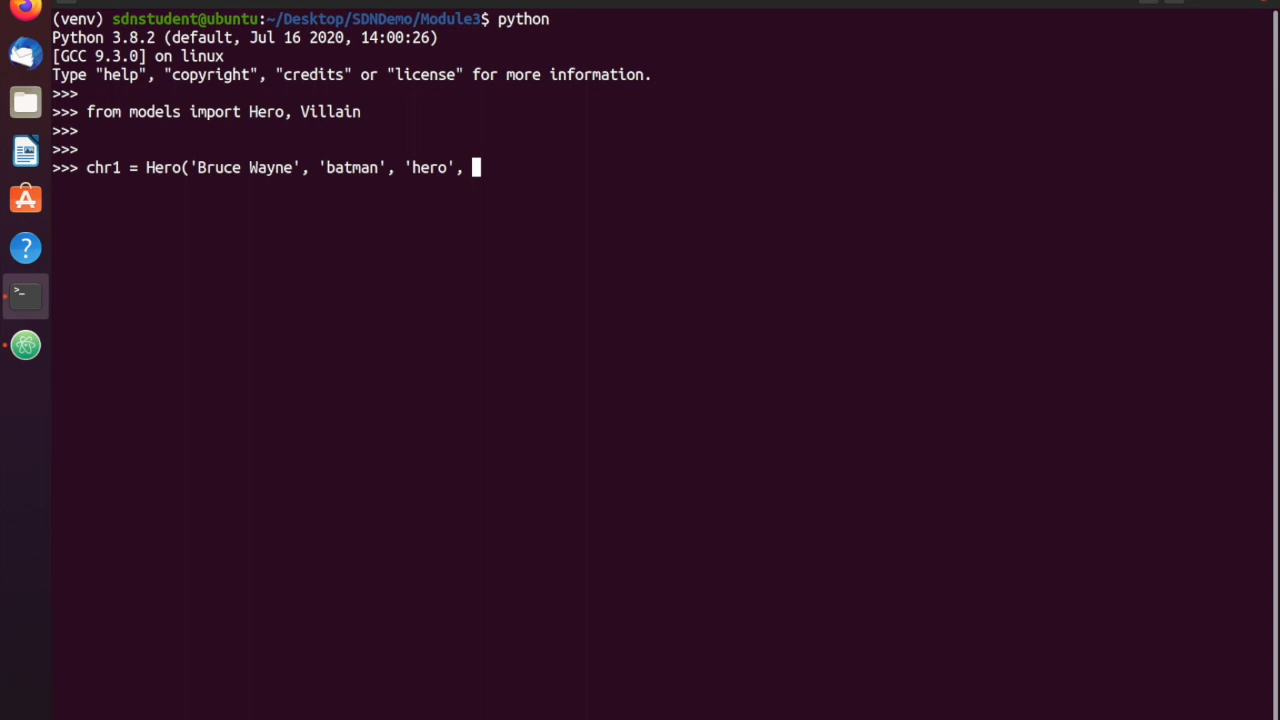 (venv) sdnstudent@ubuntu:~/Desktop/SDNDemo/Module3$ python
Python 3.8.2 (default, Jul 16 2020, 14:00:26)
[GCC 9.3.0] on linux
Type "help", "copyright", "credits" or "license" for more information.
>>>
>>> from models import Hero, Villain
>>>
>>>
>>> chr1 = Hero('Bruce Wayne', 'batman', 'hero',